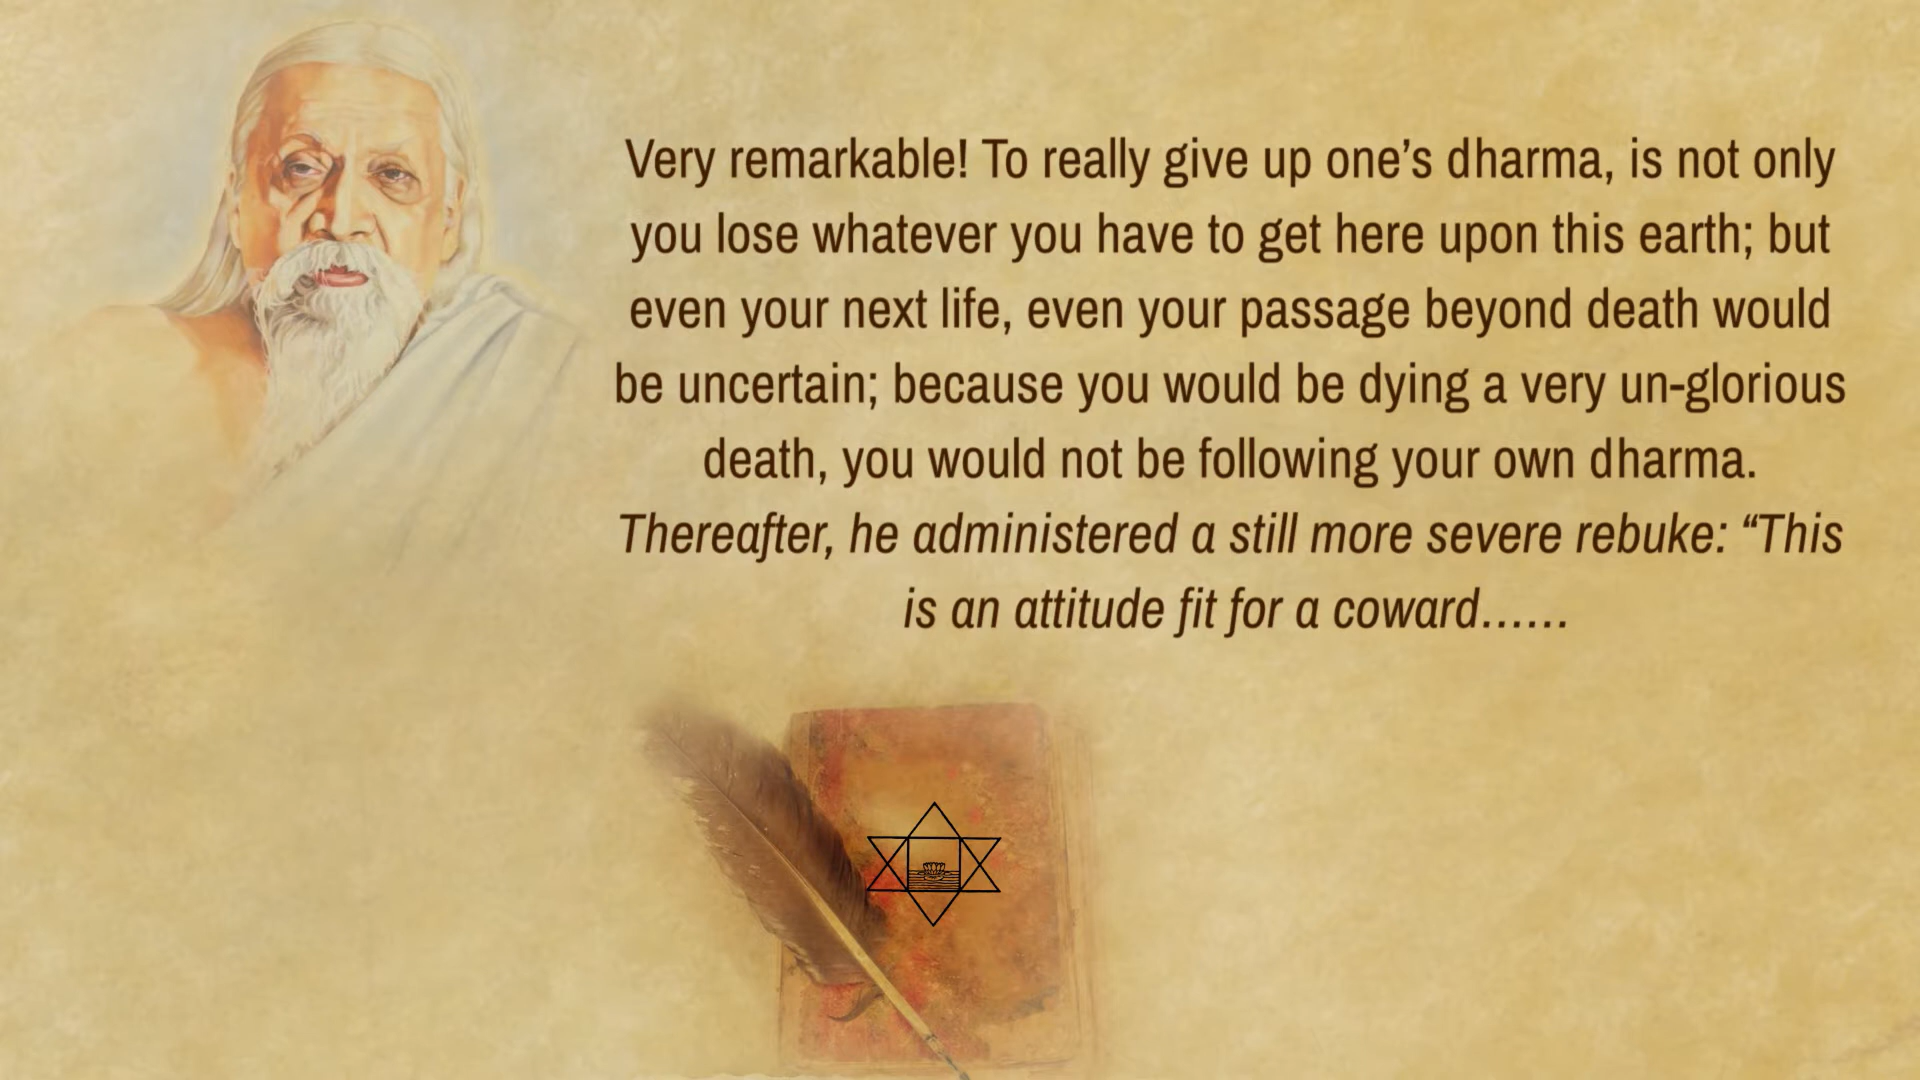 Very remarkable! To really give up one’s dharma, is not only
you lose whatever you have to get here upon this earth; but
even your next life, even your passage beyond death would
be uncertain; because you would be dying a very un-glorious
death, you would not be following your own dharma.
Thereafter, he administered a still more severe rebuke: “This
is an attitude fit for a coward……